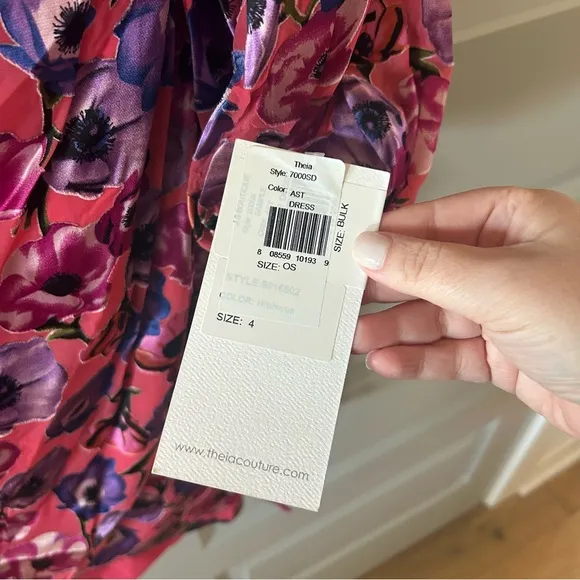 Theia
Style: 7000SD
Color: AST
DRESS
8 08559 10193 9
SIZE: OS
SIZE: BULK
SIZE: 4
www.theiacouture.com